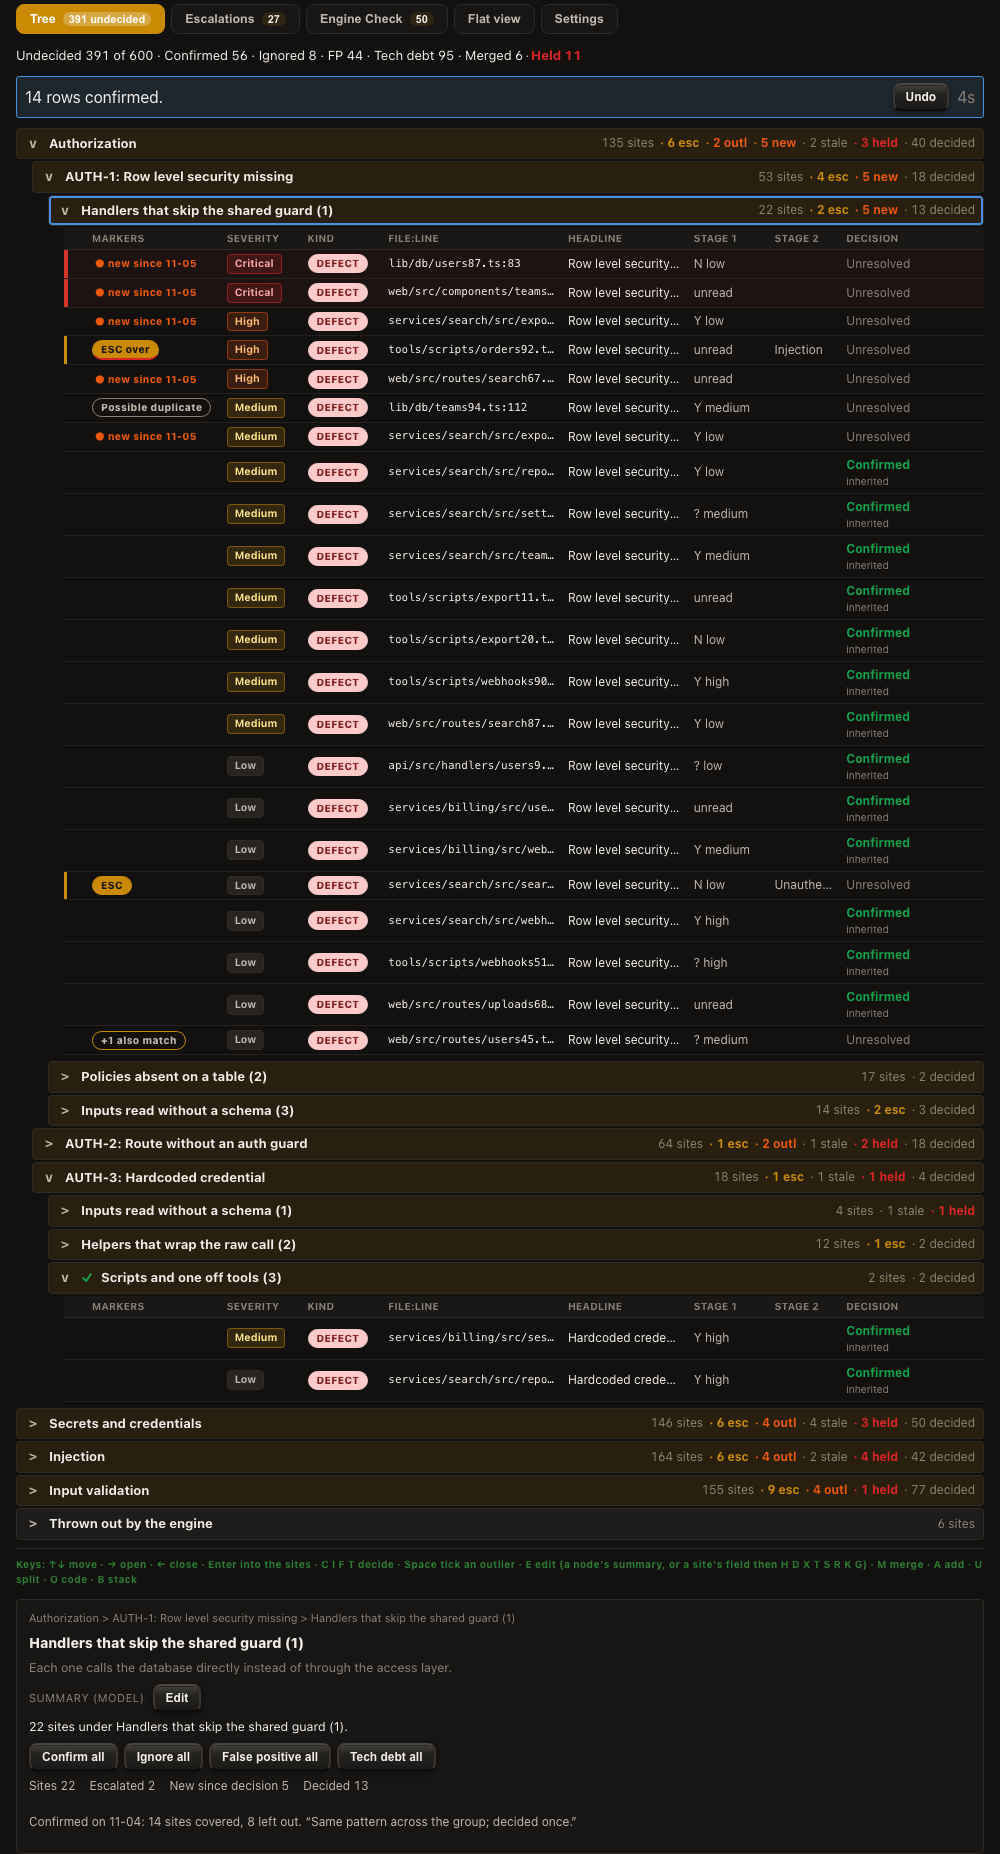 Tree 391 undecided Escalations 27 Engine Check 50 Flat view Settings
Undecided 391 of 600 · Confirmed 56 · Ignored 8 · FP 44 · Tech debt 95 · Merged 6 · Held 11
14 rows confirmed. Undo 4s
v Authorization 135 sites · 6 esc · 2 outl · 5 new · 2 stale · 3 held · 40 decided
v AUTH-1: Row level security missing 53 sites · 4 esc · 5 new · 18 decided
v Handlers that skip the shared guard (1) 22 sites · 2 esc · 5 new · 13 decided
MARKERS SEVERITY KIND FILE:LINE HEADLINE STAGE 1 STAGE 2 DECISION
● new since 11-05 Critical DEFECT lib/db/users87.ts:83 Row level security... N low Unresolved
● new since 11-05 Critical DEFECT web/src/components/teams… Row level security... unread Unresolved
● new since 11-05 High DEFECT services/search/src/expo… Row level security... Y low Unresolved
ESC over High DEFECT tools/scripts/orders92.t… Row level security... unread Injection Unresolved
● new since 11-05 High DEFECT web/src/routes/search67.… Row level security... unread Unresolved
Possible duplicate Medium DEFECT lib/db/teams94.ts:112 Row level security... Y medium Unresolved
● new since 11-05 Medium DEFECT services/search/src/expo… Row level security... Y low Unresolved
Medium DEFECT services/search/src/repo… Row level security... Y low Confirmed
inherited
Medium DEFECT services/search/src/sett… Row level security... ? medium Confirmed
inherited
Medium DEFECT services/search/src/team… Row level security... Y medium Confirmed
inherited
Medium DEFECT tools/scripts/export11.t… Row level security... unread Confirmed
inherited
Medium DEFECT tools/scripts/export20.t… Row level security... N low Confirmed
inherited
Medium DEFECT tools/scripts/webhooks90… Row level security... Y high Confirmed
inherited
Medium DEFECT web/src/routes/search87.… Row level security... Y low Confirmed
inherited
Low DEFECT api/src/handlers/users9.… Row level security... ? low Confirmed
inherited
Low DEFECT services/billing/src/use… Row level security... unread Confirmed
inherited
Low DEFECT services/billing/src/web… Row level security... Y medium Confirmed
inherited
ESC Low DEFECT services/search/src/sear… Row level security... N low Unauthe... Unresolved
Low DEFECT services/search/src/webh… Row level security... Y high Confirmed
inherited
Low DEFECT tools/scripts/webhooks51… Row level security... ? high Confirmed
inherited
Low DEFECT web/src/routes/uploads68… Row level security... unread Confirmed
inherited
+1 also match Low DEFECT web/src/routes/users45.t… Row level security... ? medium Unresolved
> Policies absent on a table (2) 17 sites · 2 decided
> Inputs read without a schema (3) 14 sites · 2 esc · 3 decided
> AUTH-2: Route without an auth guard 64 sites · 1 esc · 2 outl · 1 stale · 2 held · 18 decided
v AUTH-3: Hardcoded credential 18 sites · 1 esc · 1 stale · 1 held · 4 decided
> Inputs read without a schema (1) 4 sites · 1 stale · 1 held
> Helpers that wrap the raw call (2) 12 sites · 1 esc · 2 decided
v ✓ Scripts and one off tools (3) 2 sites · 2 decided
MARKERS SEVERITY KIND FILE:LINE HEADLINE STAGE 1 STAGE 2 DECISION
Medium DEFECT services/billing/src/ses… Hardcoded crede... Y high Confirmed
inherited
Low DEFECT services/search/src/repo… Hardcoded crede... Y high Confirmed
inherited
> Secrets and credentials 146 sites · 6 esc · 4 outl · 4 stale · 3 held · 50 decided
> Injection 164 sites · 6 esc · 4 outl · 2 stale · 4 held · 42 decided
> Input validation 155 sites · 9 esc · 4 outl · 1 held · 77 decided
> Thrown out by the engine 6 sites
Keys: ↑↓ move · → open · ← close · Enter into the sites · C I F T decide · Space tick an outlier · E edit (a node's summary, or a site's field then H D X T S R K G) · M merge · A add · U
split · O code · B stack
Authorization > AUTH-1: Row level security missing > Handlers that skip the shared guard (1)
Handlers that skip the shared guard (1)
Each one calls the database directly instead of through the access layer.
SUMMARY (MODEL) Edit
22 sites under Handlers that skip the shared guard (1).
Confirm all Ignore all False positive all Tech debt all
Sites 22 Escalated 2 New since decision 5 Decided 13
Confirmed on 11-04: 14 sites covered, 8 left out. “Same pattern across the group; decided once.”